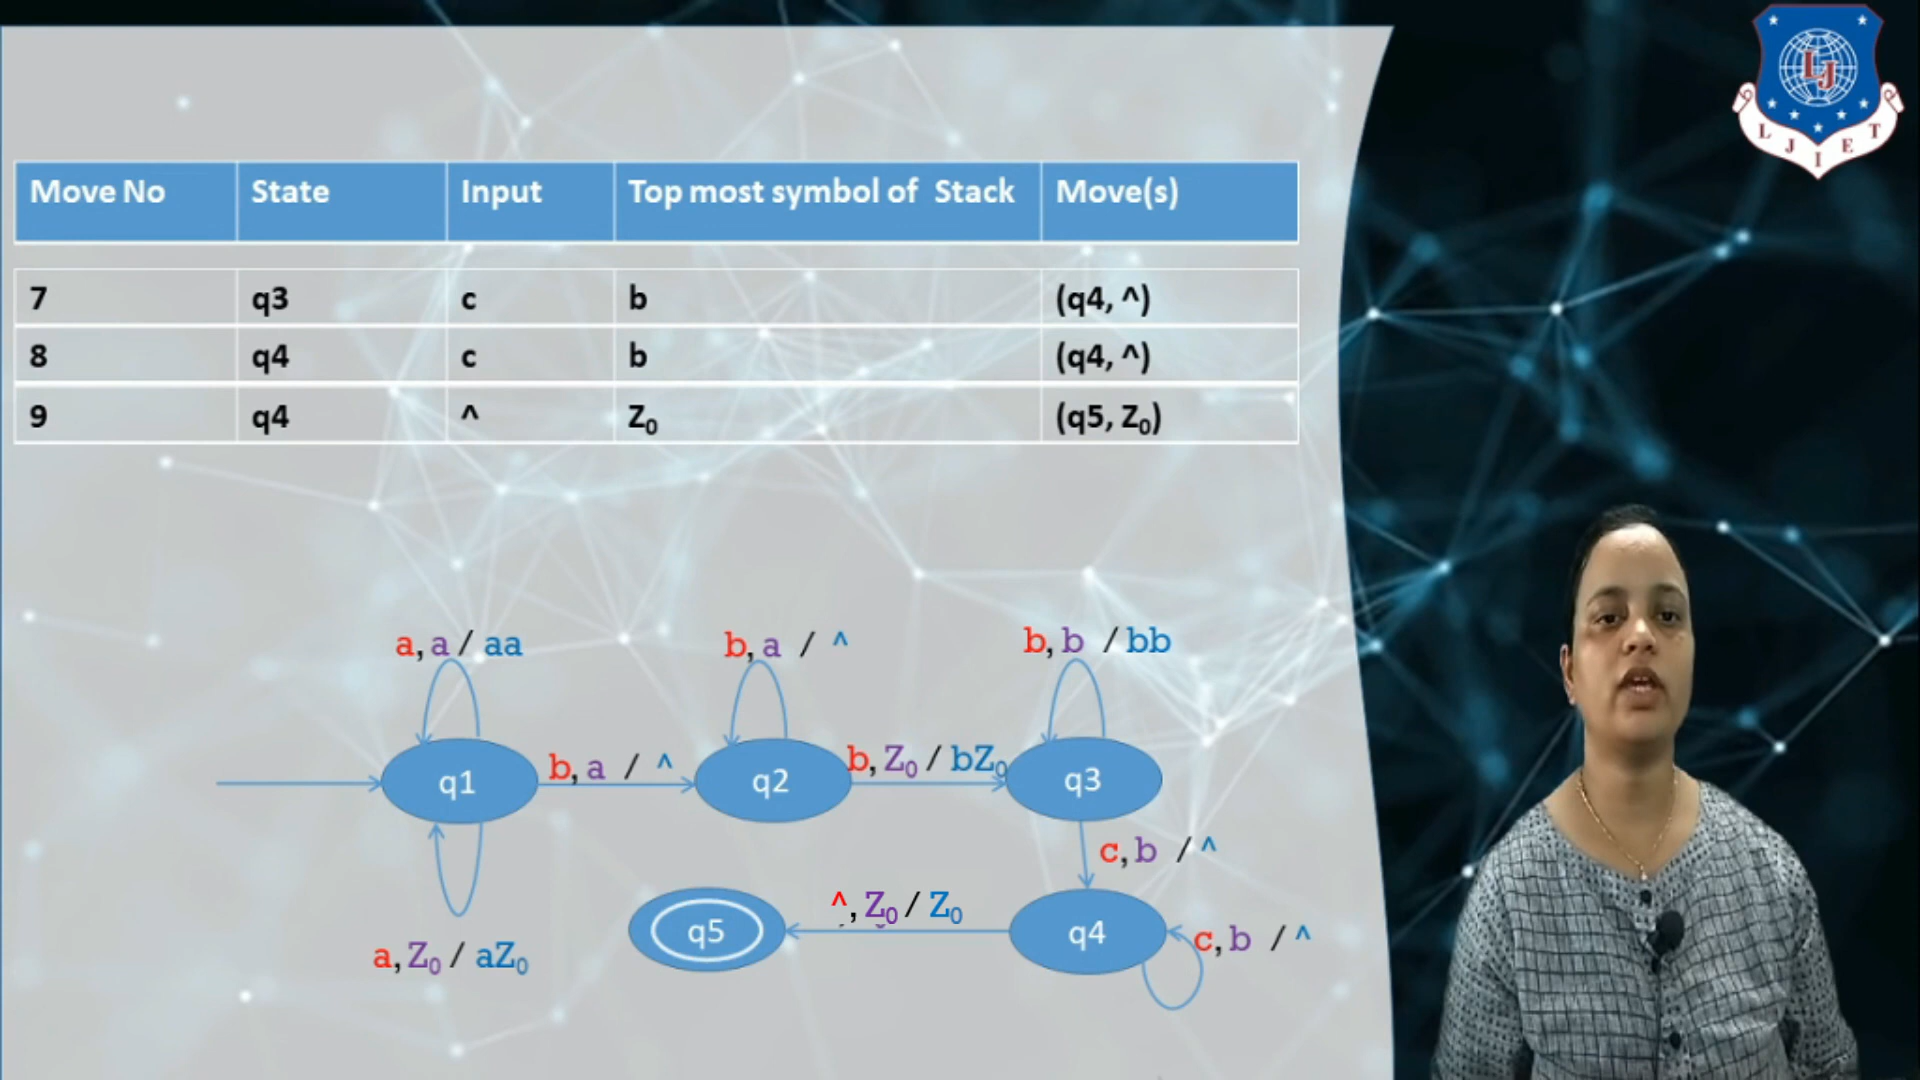 L J I E T
LJ
Move No State Input Top most symbol of Stack Move(s)
7 q3 c b (q4, ^)
8 q4 c b (q4, ^)
9 q4 ^ Z₀ (q5, Z₀)
a, a / aa
b, a / ^
b, b / bb
q1
b, a / ^
q2
b, Z₀ / bZ₀
q3
c, b / ^
a, Z₀ / aZ₀
q5
^, Z₀ / Z₀
q4
c, b / ^